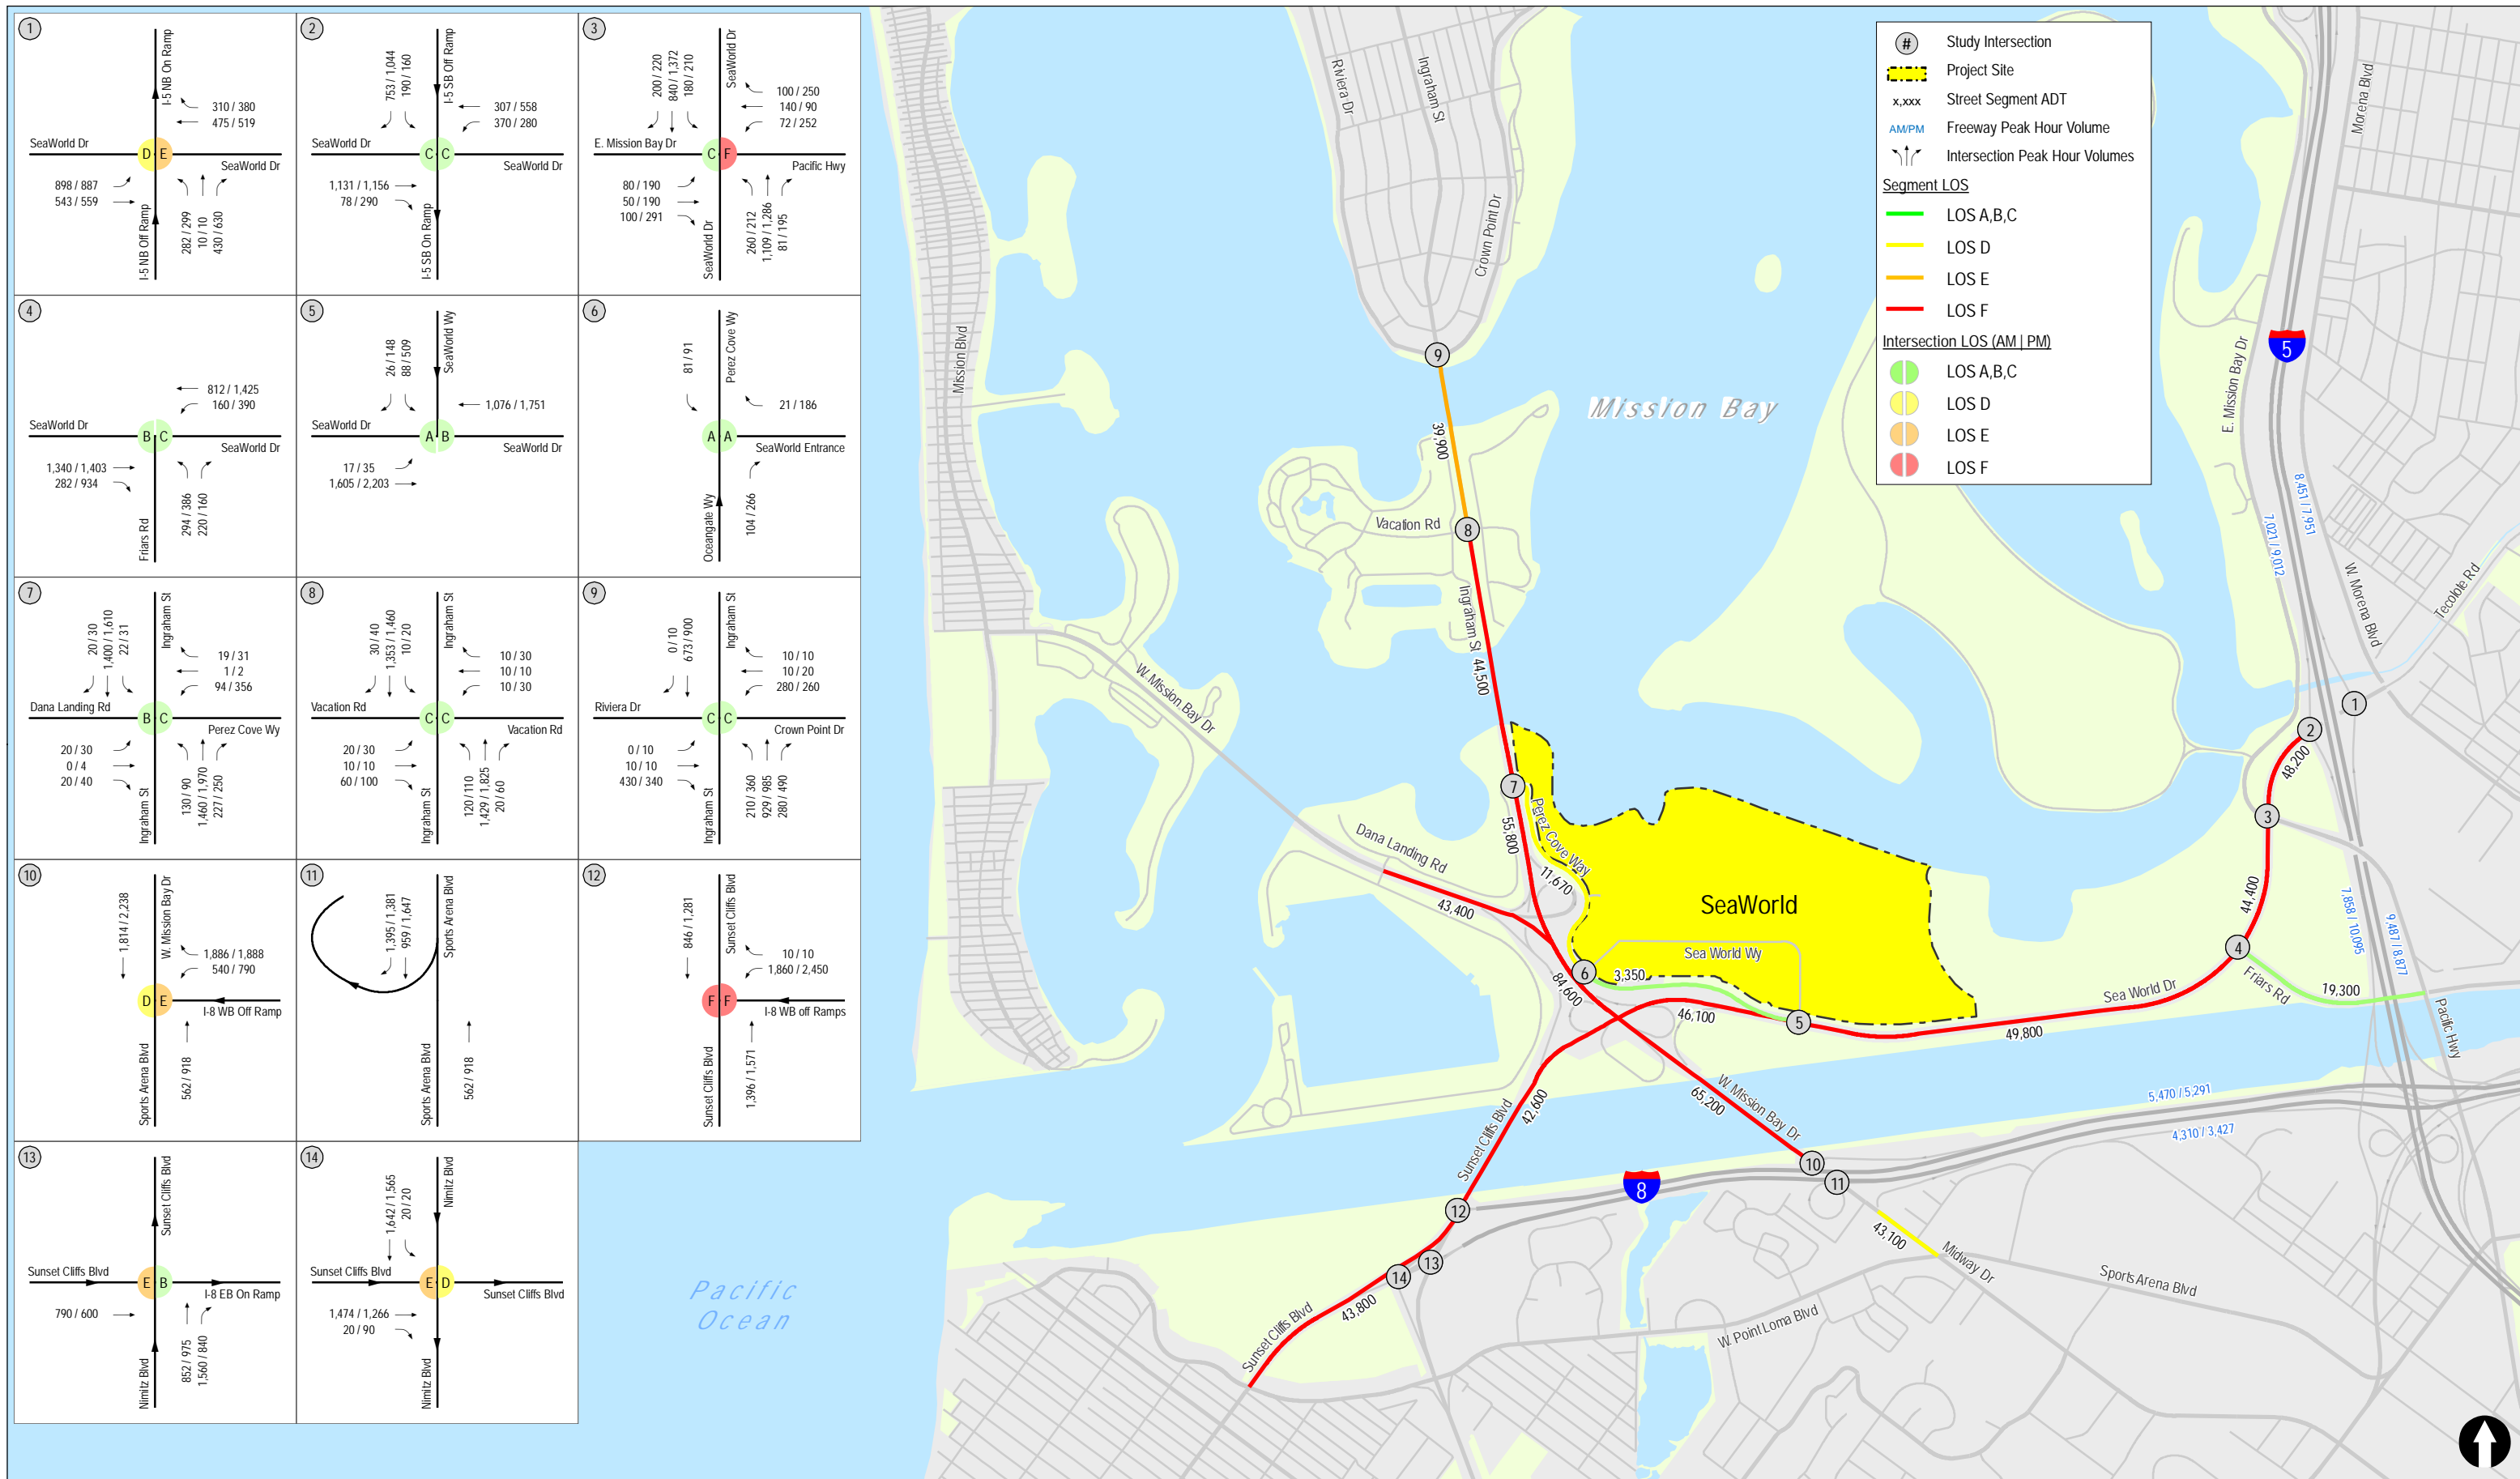 1
I-5 NB On Ramp
310 / 380
475 / 519
SeaWorld Dr
D E
SeaWorld Dr
898 / 887
543 / 559
I-5 NB Off Ramp
282 / 299
10 / 10
430 / 630
2
753 / 1,044
190 / 160
I-5 SB Off Ramp
307 / 558
370 / 280
SeaWorld Dr
C C
SeaWorld Dr
1,131 / 1,156
78 / 290
I-5 SB On Ramp
3
200 / 220
840 / 1,372
180 / 210
SeaWorld Dr
100 / 250
140 / 90
72 / 252
E. Mission Bay Dr
C F
Pacific Hwy
80 / 190
50 / 190
100 / 291
SeaWorld Dr
260 / 212
1,109 / 1,286
81 / 195
4
812 / 1,425
160 / 390
SeaWorld Dr
B C
SeaWorld Dr
1,340 / 1,403
282 / 934
Friars Rd
294 / 386
220 / 160
5
26 / 148
88 / 509
SeaWorld Wy
1,076 / 1,751
SeaWorld Dr
A B
SeaWorld Dr
17 / 35
1,605 / 2,203
6
81 / 91
Perez Cove Wy
21 / 186
A A
SeaWorld Entrance
Oceangate Wy
104 / 266
7
20 / 30
1,400 / 1,610
22 / 31
Ingraham St
19 / 31
1 / 2
94 / 356
Dana Landing Rd
B C
Perez Cove Wy
20 / 30
0 / 4
20 / 40
Ingraham St
130 / 90
1,460 / 1,970
227 / 250
8
30 / 40
1,353 / 1,460
10 / 20
Ingraham St
10 / 30
10 / 10
10 / 30
Vacation Rd
C C
Vacation Rd
20 / 30
10 / 10
60 / 100
Ingraham St
120 / 110
1,429 / 1,825
20 / 60
9
0 / 10
673 / 900
Ingraham St
10 / 10
10 / 20
280 / 260
Riviera Dr
C C
Crown Point Dr
0 / 10
10 / 10
430 / 340
Ingraham St
210 / 360
929 / 985
280 / 490
10
1,814 / 2,238
W. Mission Bay Dr
1,886 / 1,888
540 / 790
D E
I-8 WB Off Ramp
Sports Arena Blvd
562 / 918
11
1,395 / 1,381
959 / 1,647
Sports Arena Blvd
Sports Arena Blvd
562 / 918
12
846 / 1,281
Sunset Cliffs Blvd
10 / 10
1,860 / 2,450
F F
I-8 WB off Ramps
Sunset Cliffs Blvd
1,396 / 1,571
13
Sunset Cliffs Blvd
Sunset Cliffs Blvd
E B
I-8 EB On Ramp
790 / 600
Nimitz Blvd
852 / 975
1,560 / 840
14
1,642 / 1,565
20 / 20
Nimitz Blvd
Sunset Cliffs Blvd
E D
Sunset Cliffs Blvd
1,474 / 1,266
20 / 90
Nimitz Blvd
# Study Intersection
Project Site
x,xxx Street Segment ADT
AM/PM Freeway Peak Hour Volume
Intersection Peak Hour Volumes
Segment LOS
LOS A,B,C
LOS D
LOS E
LOS F
Intersection LOS (AM | PM)
LOS A,B,C
LOS D
LOS E
LOS F
Riviera Dr
Ingraham St
Crown Point Dr
Mission Blvd
Mission Bay
Morena Blvd
E. Mission Bay Dr
5
9
39,900
Vacation Rd
8
8,451 / 7,951
7,021 / 9,012
W. Morena Blvd
Tecolote Rd
Ingraham St
44,500
W. Mission Bay Dr
1
2
48,200
7
3
55,800
Perez Cove Way
Dana Landing Rd
11,670
43,400
SeaWorld
44,400
7,858 / 10,095
9,487 / 8,877
4
Sea World Wy
6
3,350
84,600
Friars Rd
19,300
Sea World Dr
46,100
5
49,800
Pacific Hwy
W. Mission Bay Dr
65,200
42,600
Sunset Cliffs Blvd
5,470 / 5,291
4,310 / 3,427
10
11
8
12
13
14
43,100
Midway Dr
Sports Arena Blvd
W. Point Loma Blvd
43,800
Sunset Cliffs Blvd
Pacific
Ocean